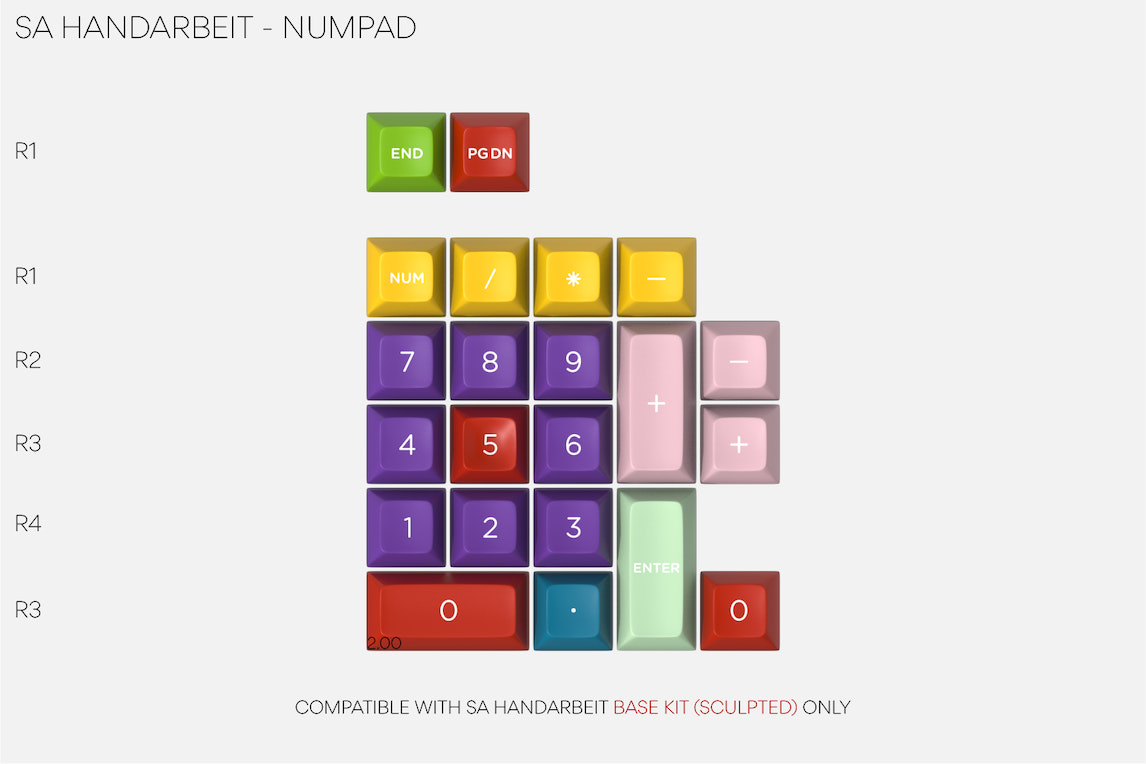 SA HANDARBEIT - NUMPAD
R1
END PG DN
R1
NUM / * −
R2
7 8 9 + −
R3
4 5 6 +
R4
1 2 3 ENTER
R3
0 · 0
2.00
COMPATIBLE WITH SA HANDARBEIT BASE KIT (SCULPTED) ONLY